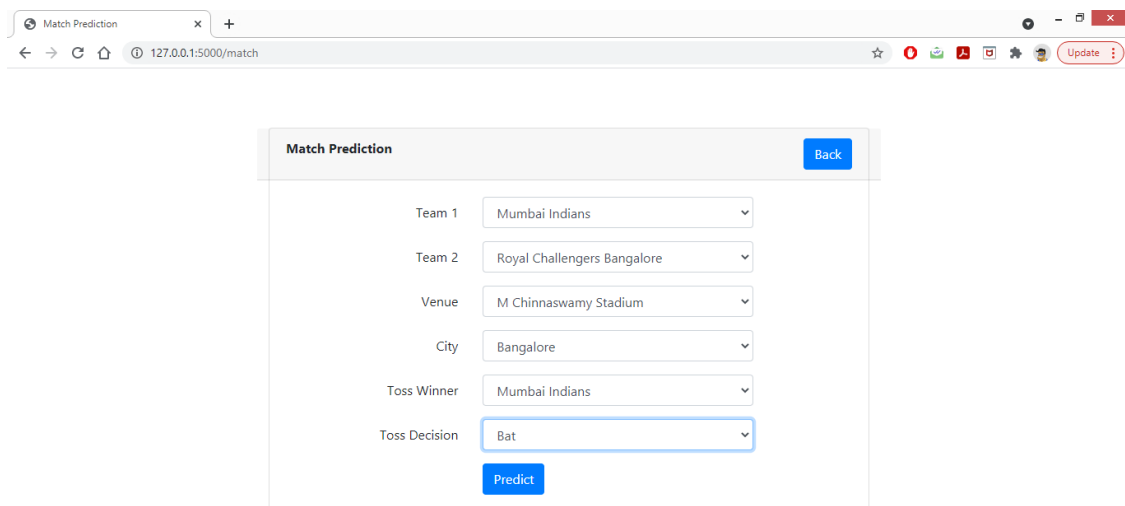 Match Prediction
127.0.0.1:5000/match
Update
Match Prediction
Back
Team 1 Mumbai Indians
Team 2 Royal Challengers Bangalore
Venue M Chinnaswamy Stadium
City Bangalore
Toss Winner Mumbai Indians
Toss Decision Bat
Predict